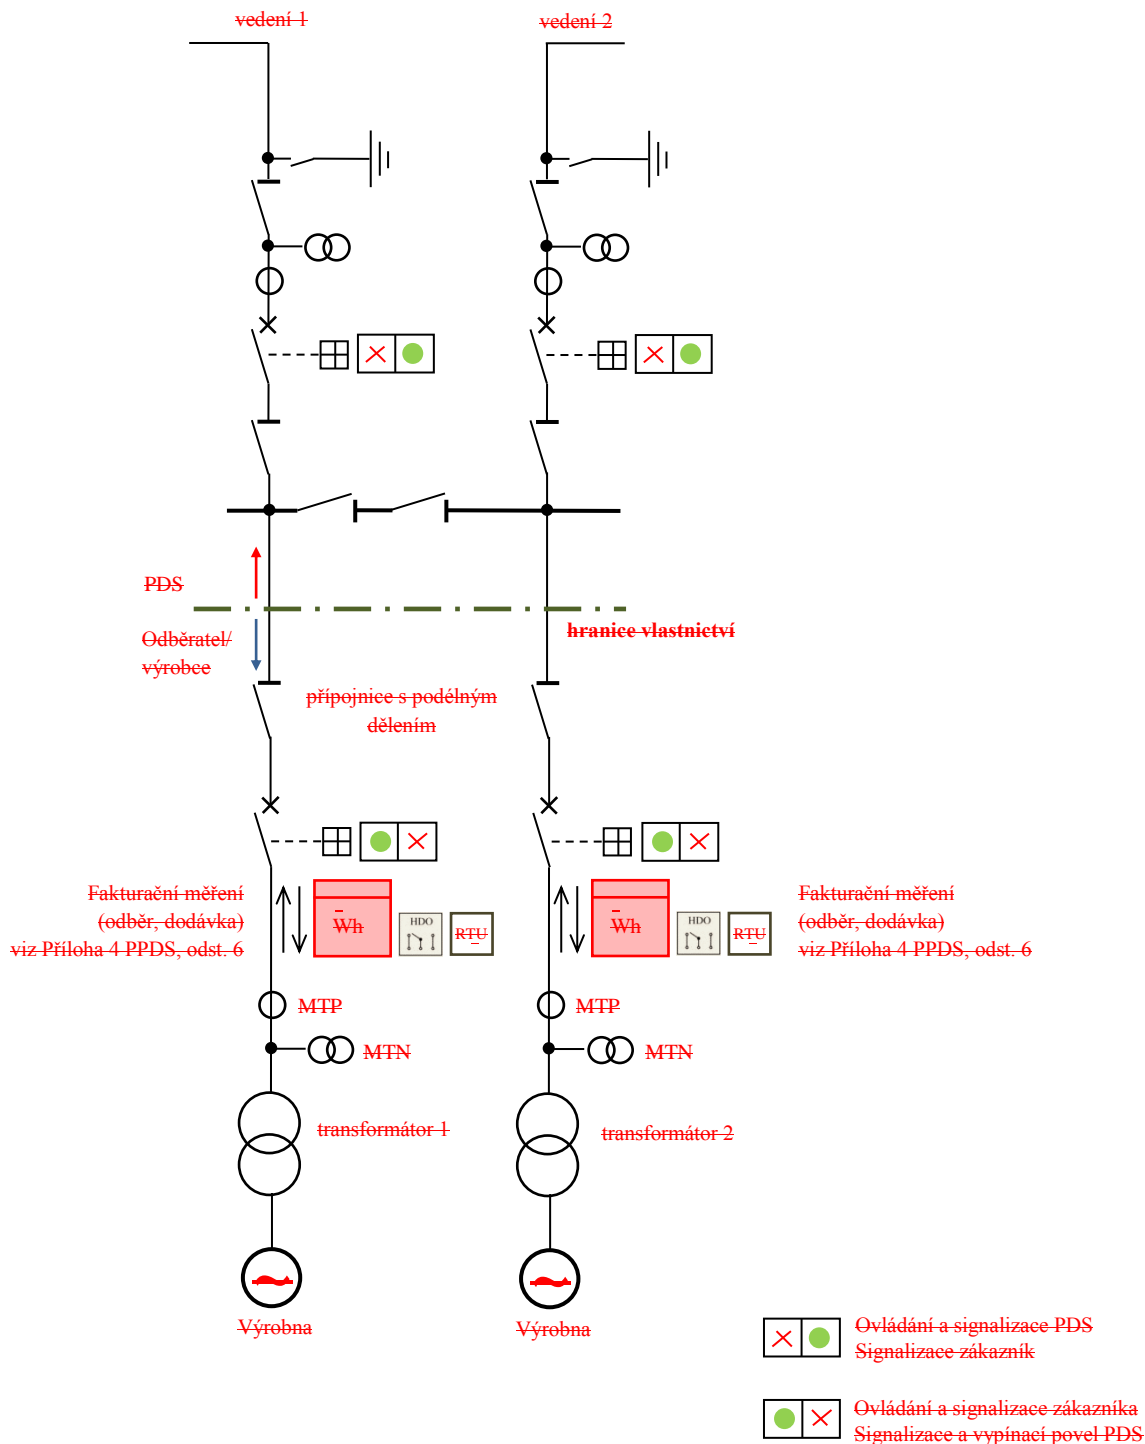 vedení 1
vedení 2
PDS
hranice vlastnictví
Odběratel/
výrobce
přípojnice s podélným
dělením
Fakturační měření
(odběr, dodávka)
viz Příloha 4 PPDS, odst. 6
Wh
HDO
RTU
Wh
HDO
RTU
Fakturační měření
(odběr, dodávka)
viz Příloha 4 PPDS, odst. 6
MTP
MTP
MTN
MTN
transformátor 1
transformátor 2
Výrobna
Výrobna
Ovládání a signalizace PDS
Signalizace zákazník
Ovládání a signalizace zákazníka
Signalizace a vypínací povel PDS